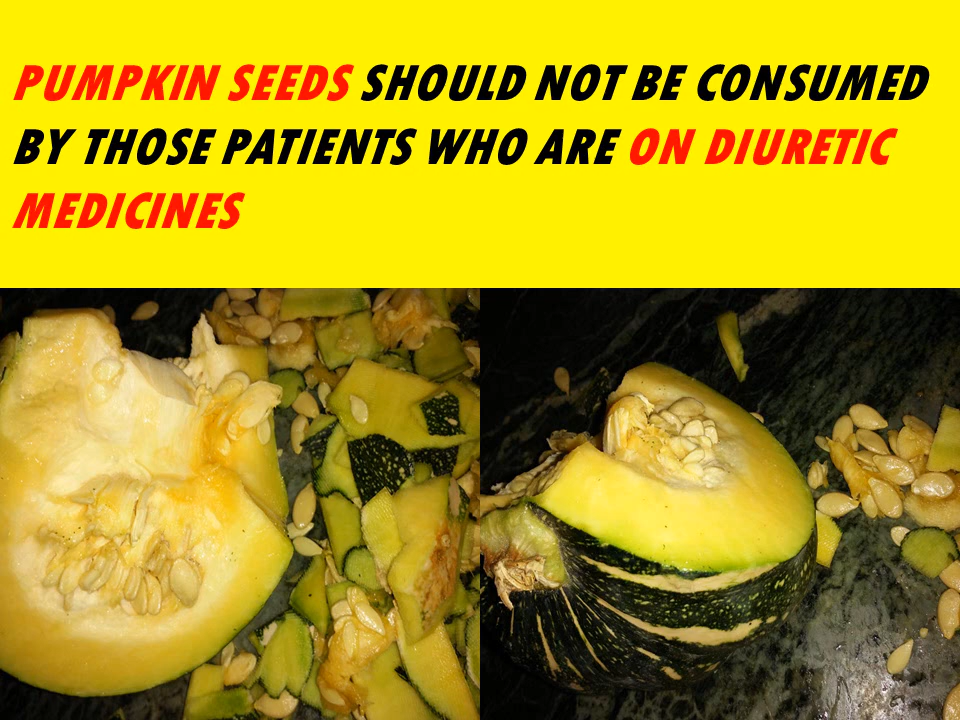 PUMPKIN SEEDS SHOULD NOT BE CONSUMED
BY THOSE PATIENTS WHO ARE ON DIURETIC
MEDICINES